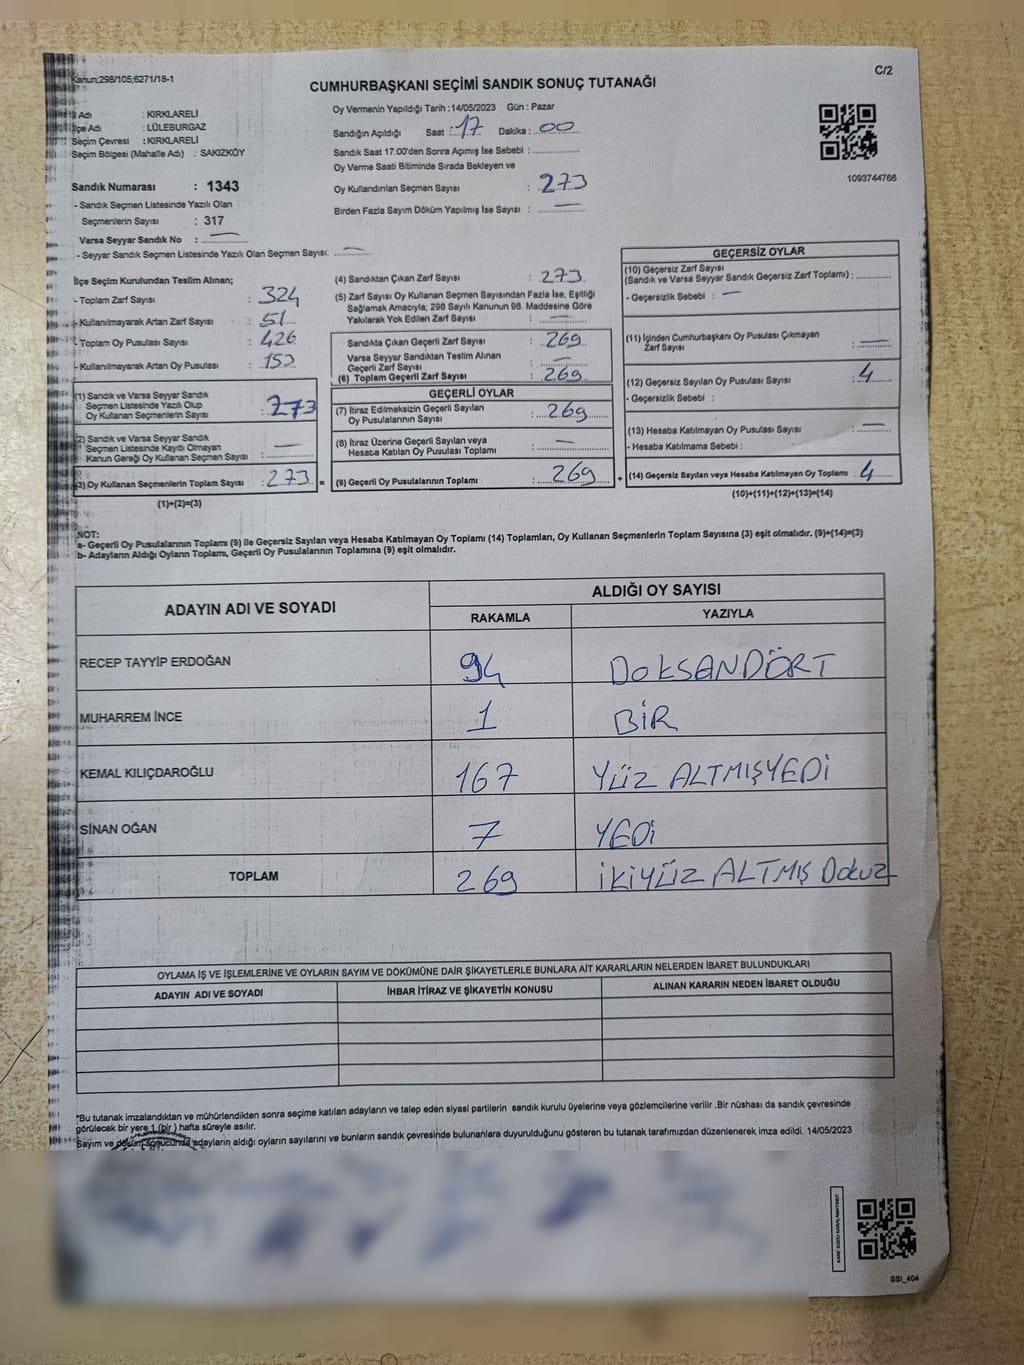 Kanun;298/105,6271/18-1
C/2
CUMHURBAŞKANI SEÇİMİ SANDIK SONUÇ TUTANAĞI
İl Adı : KIRKLARELİ
İlçe Adı : LÜLEBURGAZ
Seçim Çevresi : KIRKLARELİ
Seçim Bölgesi (Mahalle Adı) : SAKIZKÖY
Oy Vermenin Yapıldığı Tarih : 14/05/2023 Gün : Pazar
Sandığın Açıldığı Saat : 17 Dakika : 00
Sandık Saat 17.00'den Sonra Açımış İse Sebebi :
Oy Verme Saati Bitiminde Sırada Bekleyen ve
Oy Kullandırılan Seçmen Sayısı : 273
Birden Fazla Sayım Döküm Yapılmış İse Sayısı : —
1093744766
Sandık Numarası : 1343
- Sandık Seçmen Listesinde Yazılı Olan
Seçmenlerin Sayısı : 317
Varsa Seyyar Sandık No : —
- Seyyar Sandık Seçmen Listesinde Yazılı Olan Seçmen Sayısı: —
İlçe Seçim Kurulundan Teslim Alınan;
- Toplam Zarf Sayısı : 324
- Kullanılmayarak Artan Zarf Sayısı : 51
- Toplam Oy Pusulası Sayısı : 426
- Kullanılmayarak Artan Oy Pusulası : 153
(1) Sandık ve Varsa Seyyar Sandık
Seçmen Listesinde Yazılı Olup
Oy Kullanan Seçmenlerin Sayısı : 273
(2) Sandık ve Varsa Seyyar Sandık
Seçmen Listesinde Kayıtlı Olmayan
Kanun Gereği Oy Kullanan Seçmen Sayısı : —
(3) Oy Kullanan Seçmenlerin Toplam Sayısı : 273 =
(1)+(2)=(3)
(4) Sandıktan Çıkan Zarf Sayısı : 273
(5) Zarf Sayısı Oy Kullanan Seçmen Sayısından Fazla İse, Eşitliği
Sağlamak Amacıyla; 298 Sayılı Kanunun 98. Maddesine Göre
Yakılarak Yok Edilen Zarf Sayısı : —
Sandıkta Çıkan Geçerli Zarf Sayısı : 269
Varsa Seyyar Sandıktan Teslim Alınan
Geçerli Zarf Sayısı : —
(6) Toplam Geçerli Zarf Sayısı : 269
GEÇERLİ OYLAR
(7) İtiraz Edilmeksizin Geçerli Sayılan
Oy Pusulasının Sayısı : 269
(8) İtiraz Üzerine Geçerli Sayılan veya
Hesaba Katılan Oy Pusulası Toplamı : —
(9) Geçerli Oy Pusulalarının Toplamı : 269 +
GEÇERSİZ OYLAR
(10) Geçersiz Zarf Sayısı
(Sandık ve Varsa Seyyar Sandık Geçersiz Zarf Toplamı) :
- Geçersizlik Sebebi : —
(11) İçinden Cumhurbaşkanı Oy Pusulası Çıkmayan
Zarf Sayısı : —
(12) Geçersiz Sayılan Oy Pusulası Sayısı : 4
- Geçersizlik Sebebi :
(13) Hesaba Katılmayan Oy Pusulası Sayısı : —
- Hesaba Katılmama Sebebi :
(14) Geçersiz Sayılan veya Hesaba Katılmayan Oy Toplamı : 4
(10)+(11)+(12)+(13)=(14)
NOT:
a- Geçerli Oy Pusulalarının Toplamı (9) ile Geçersiz Sayılan veya Hesaba Katılmayan Oy Toplamı (14) Toplamları, Oy Kullanan Seçmenlerin Toplam Sayısına (3) eşit olmalıdır. (9)+(14)=(3)
b- Adayların Aldığı Oyların Toplamı, Geçerli Oy Pusulalarının Toplamına (9) eşit olmalıdır.
ADAYIN ADI VE SOYADI
ALDIĞI OY SAYISI
RAKAMLA YAZIYLA
RECEP TAYYİP ERDOĞAN 94 DOKSANDÖRT
MUHARREM İNCE 1 BİR
KEMAL KILIÇDAROĞLU 167 YÜZ ALTMIŞYEDİ
SİNAN OĞAN 7 YEDİ
TOPLAM 269 İKİYÜZ ALTMIŞ DOKUZ
OYLAMA İŞ VE İŞLEMLERİNE VE OYLARIN SAYIM VE DÖKÜMÜNE DAİR ŞİKAYETLERLE BUNLARA AİT KARARLARIN NELERDEN İBARET BULUNDUKLARI
ADAYIN ADI VE SOYADI İHBAR İTİRAZ VE ŞİKAYETİN KONUSU ALINAN KARARIN NEDEN İBARET OLDUĞU
*Bu tutanak imzalandıktan ve mühürlendikten sonra seçime katılan adayların ve talep eden siyasi partilerin sandık kurulu üyelerine veya gözlemcilerine verilir .Bir nüshası da sandık çevresinde
görülecek bir yere 1 (bir ) hafta süreyle asılır.
Sayım ve döküm sonucunda adayların aldığı oyların sayılarını ve bunların sandık çevresinde bulunanlara duyurulduğunu gösteren bu tutanak tarafımızdan düzenlenerek imza edildi. 14/05/2023
SSI_404